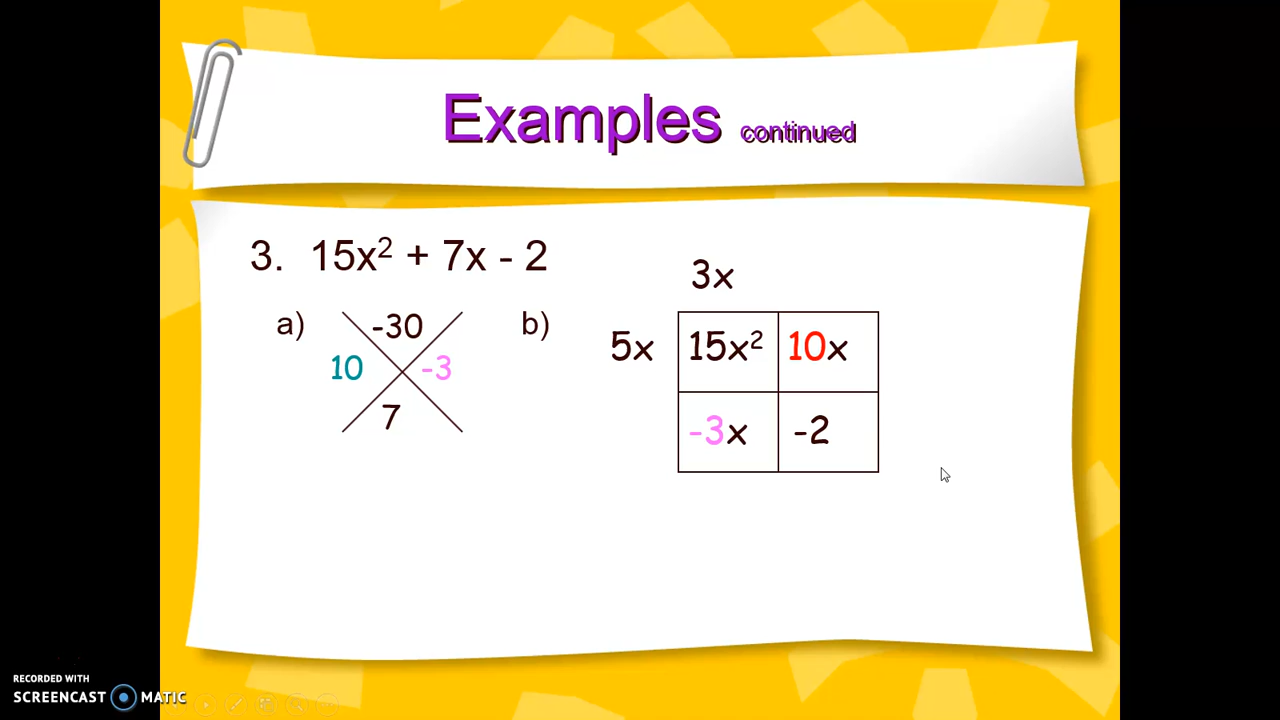 Examples continued
3. 15x² + 7x - 2
3x
a)
-30
b)
5x
15x²
10x
10
-3
7
-3x
-2
RECORDED WITH
SCREENCAST MATIC